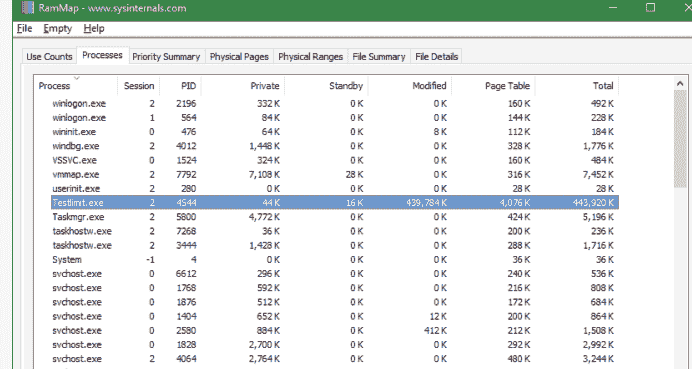 RamMap - www.sysinternals.com
File Empty Help
Use Counts Processes Priority Summary Physical Pages Physical Ranges File Summary File Details
Process Session PID Private Standby Modified Page Table Total
winlogon.exe 2 2196 332 K 0 K 0 K 160 K 492 K
winlogon.exe 1 564 84 K 0 K 0 K 144 K 228 K
wininit.exe 0 476 64 K 0 K 8 K 112 K 184 K
windbg.exe 2 4012 1,448 K 0 K 0 K 328 K 1,776 K
VSSVC.exe 0 1524 324 K 0 K 0 K 160 K 484 K
vmmap.exe 2 7792 7,108 K 28 K 0 K 316 K 7,452 K
userinit.exe 2 280 0 K 0 K 0 K 28 K 28 K
Testlimit.exe 2 4544 44 K 16 K 439,784 K 4,076 K 443,920 K
Taskmgr.exe 2 5800 4,772 K 0 K 0 K 424 K 5,196 K
taskhostw.exe 2 7268 36 K 0 K 0 K 200 K 236 K
taskhostw.exe 2 3444 1,428 K 0 K 0 K 288 K 1,716 K
System -1 4 0 K 0 K 0 K 36 K 36 K
svchost.exe 0 6612 296 K 0 K 0 K 240 K 536 K
svchost.exe 0 1768 592 K 0 K 0 K 216 K 808 K
svchost.exe 0 1876 512 K 0 K 0 K 172 K 684 K
svchost.exe 0 1404 652 K 0 K 12 K 200 K 864 K
svchost.exe 0 2580 884 K 0 K 412 K 212 K 1,508 K
svchost.exe 0 1828 2,700 K 0 K 0 K 292 K 2,992 K
svchost.exe 2 4064 2,764 K 0 K 0 K 480 K 3,244 K